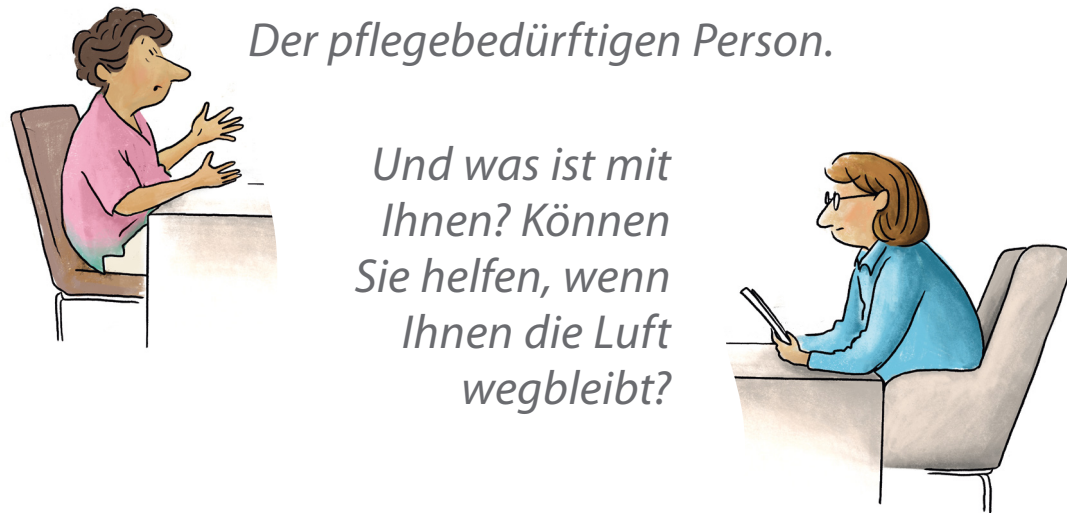 Der pflegebedürftigen Person.
Und was ist mit
Ihnen? Können
Sie helfen, wenn
Ihnen die Luft
wegbleibt?